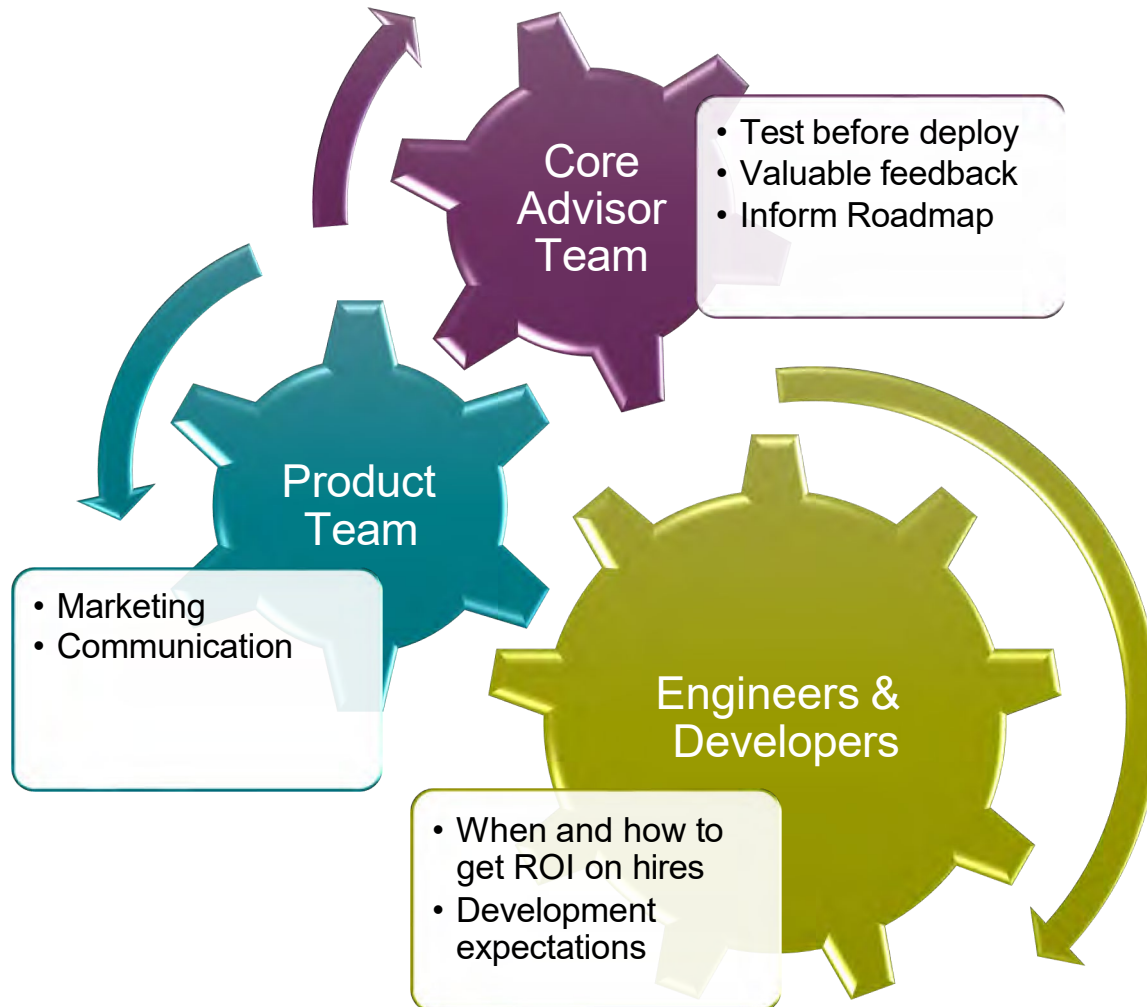 Core
Advisor
Team
• Test before deploy
• Valuable feedback
• Inform Roadmap
Product
Team
• Marketing
• Communication
Engineers &
Developers
• When and how to
get ROI on hires
• Development
expectations